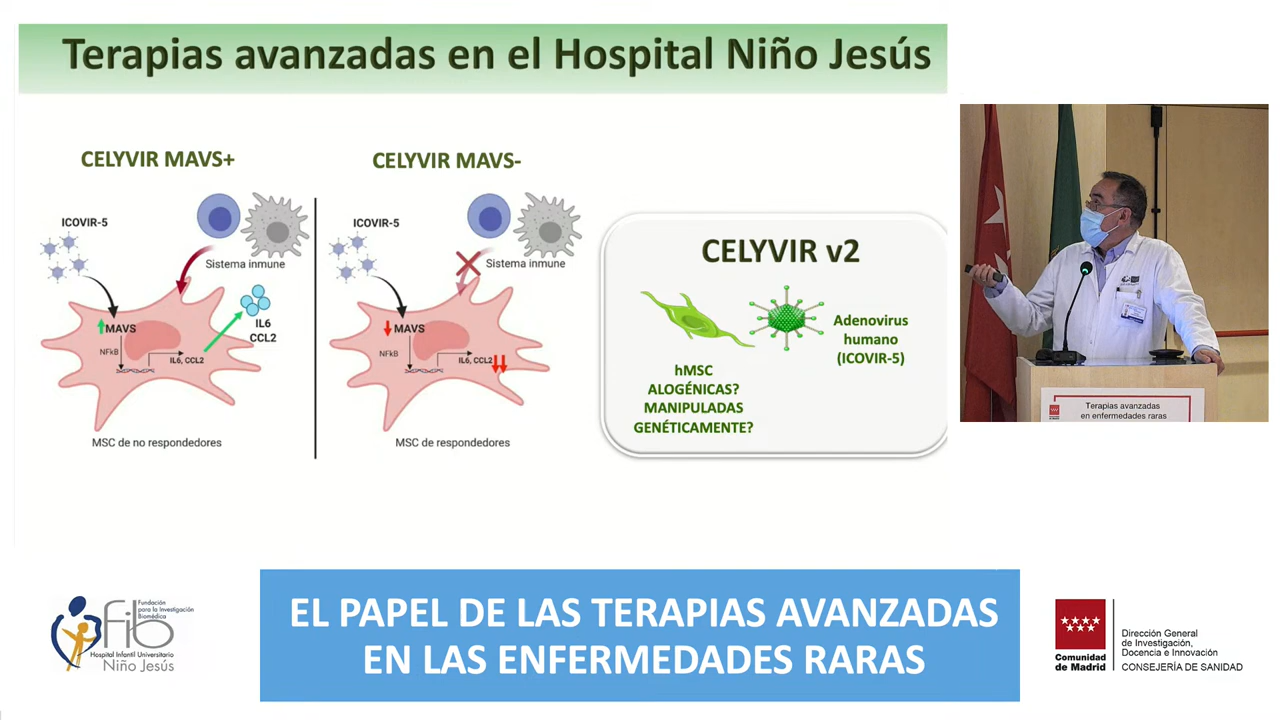 Terapias avanzadas en el Hospital Niño Jesús
CELYVIR MAVS+
ICOVIR-5
Sistema inmune
MAVS
NFkB
IL6, CCL2
IL6
CCL2
MSC de no respondedores
CELYVIR MAVS-
ICOVIR-5
Sistema inmune
MAVS
NFkB
IL6, CCL2
MSC de respondedores
CELYVIR v2
hMSC
ALOGÉNICAS?
MANIPULADAS
GENÉTICAMENTE?
Adenovirus
humano
(ICOVIR-5)
Terapias avanzadas
en enfermedades raras
fib
Fundación
para la Investigación
Biomédica
Hospital Infantil Universitario
Niño Jesús
EL PAPEL DE LAS TERAPIAS AVANZADAS
EN LAS ENFERMEDADES RARAS
Comunidad
de Madrid
Dirección General
de Investigación,
Docencia e Innovación
CONSEJERÍA DE SANIDAD